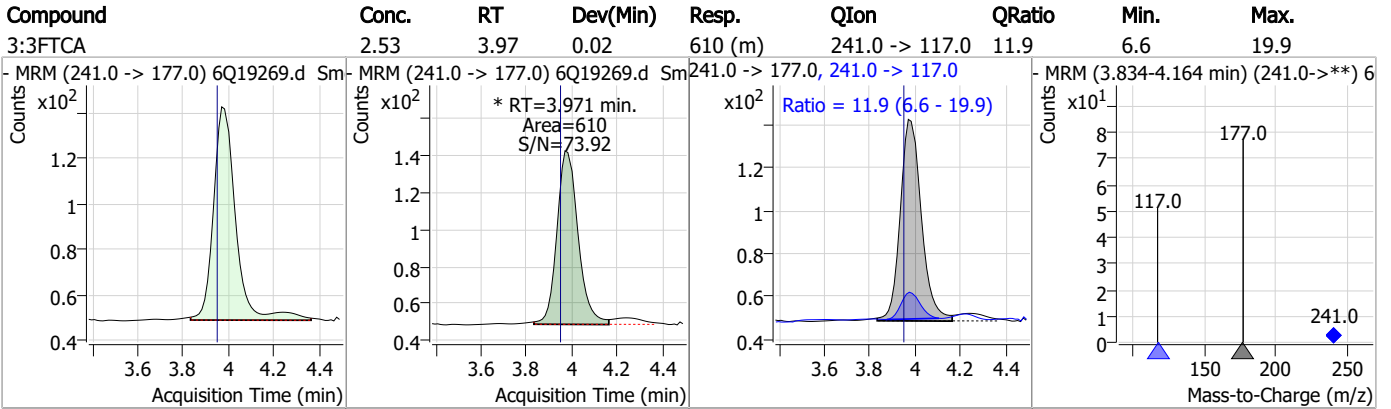 Compound Conc. RT Dev(Min) Resp. QIon QRatio Min. Max.
3:3FTCA 2.53 3.97 0.02 610 (m) 241.0 -> 117.0 11.9 6.6 19.9
- MRM (241.0 -> 177.0) 6Q19269.d Sm
Counts
x10²
1.2
1
0.8
0.6
0.4
3.6 3.8 4 4.2 4.4
Acquisition Time (min)
- MRM (241.0 -> 177.0) 6Q19269.d Sm
Counts
x10²
* RT=3.971 min.
Area=610
S/N=73.92
1.4
1.2
1
0.8
0.6
0.4
3.6 3.8 4 4.2 4.4
Acquisition Time (min)
241.0 -> 177.0, 241.0 -> 117.0
Counts
x10²
Ratio = 11.9 (6.6 - 19.9)
1.2
1
0.8
0.6
0.4
3.6 3.8 4 4.2 4.4
Acquisition Time (min)
- MRM (3.834-4.164 min) (241.0->**) 6
Counts
x10¹
8
7
6
5
4
3
2
1
0
177.0
117.0
241.0
150 200 250
Mass-to-Charge (m/z)